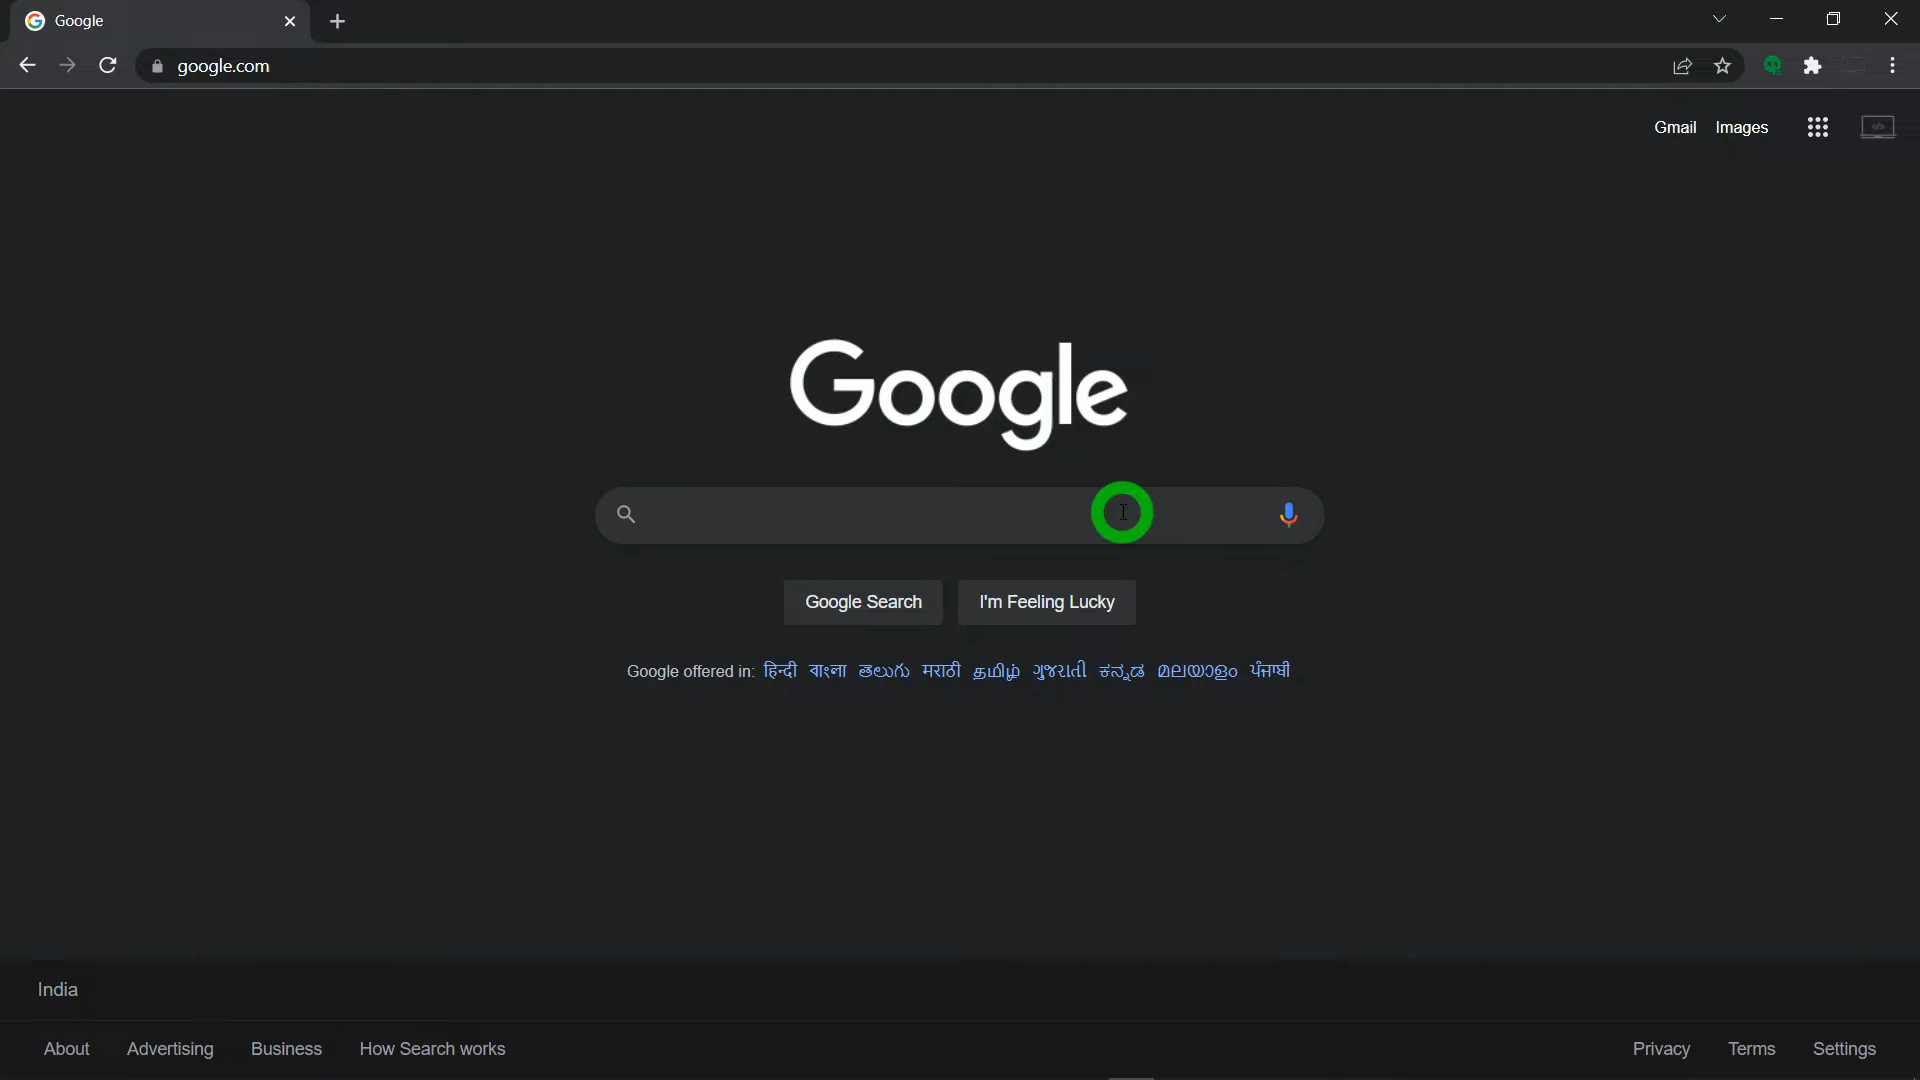 Google
google.com
Gmail Images
Google
Google Search I'm Feeling Lucky
Google offered in: हिन्दी বাংলা తెలుగు मराठी தமிழ் ગુજરાતી ಕನ್ನಡ മലയാളം ਪੰਜਾਬੀ
India
About Advertising Business How Search works Privacy Terms Settings